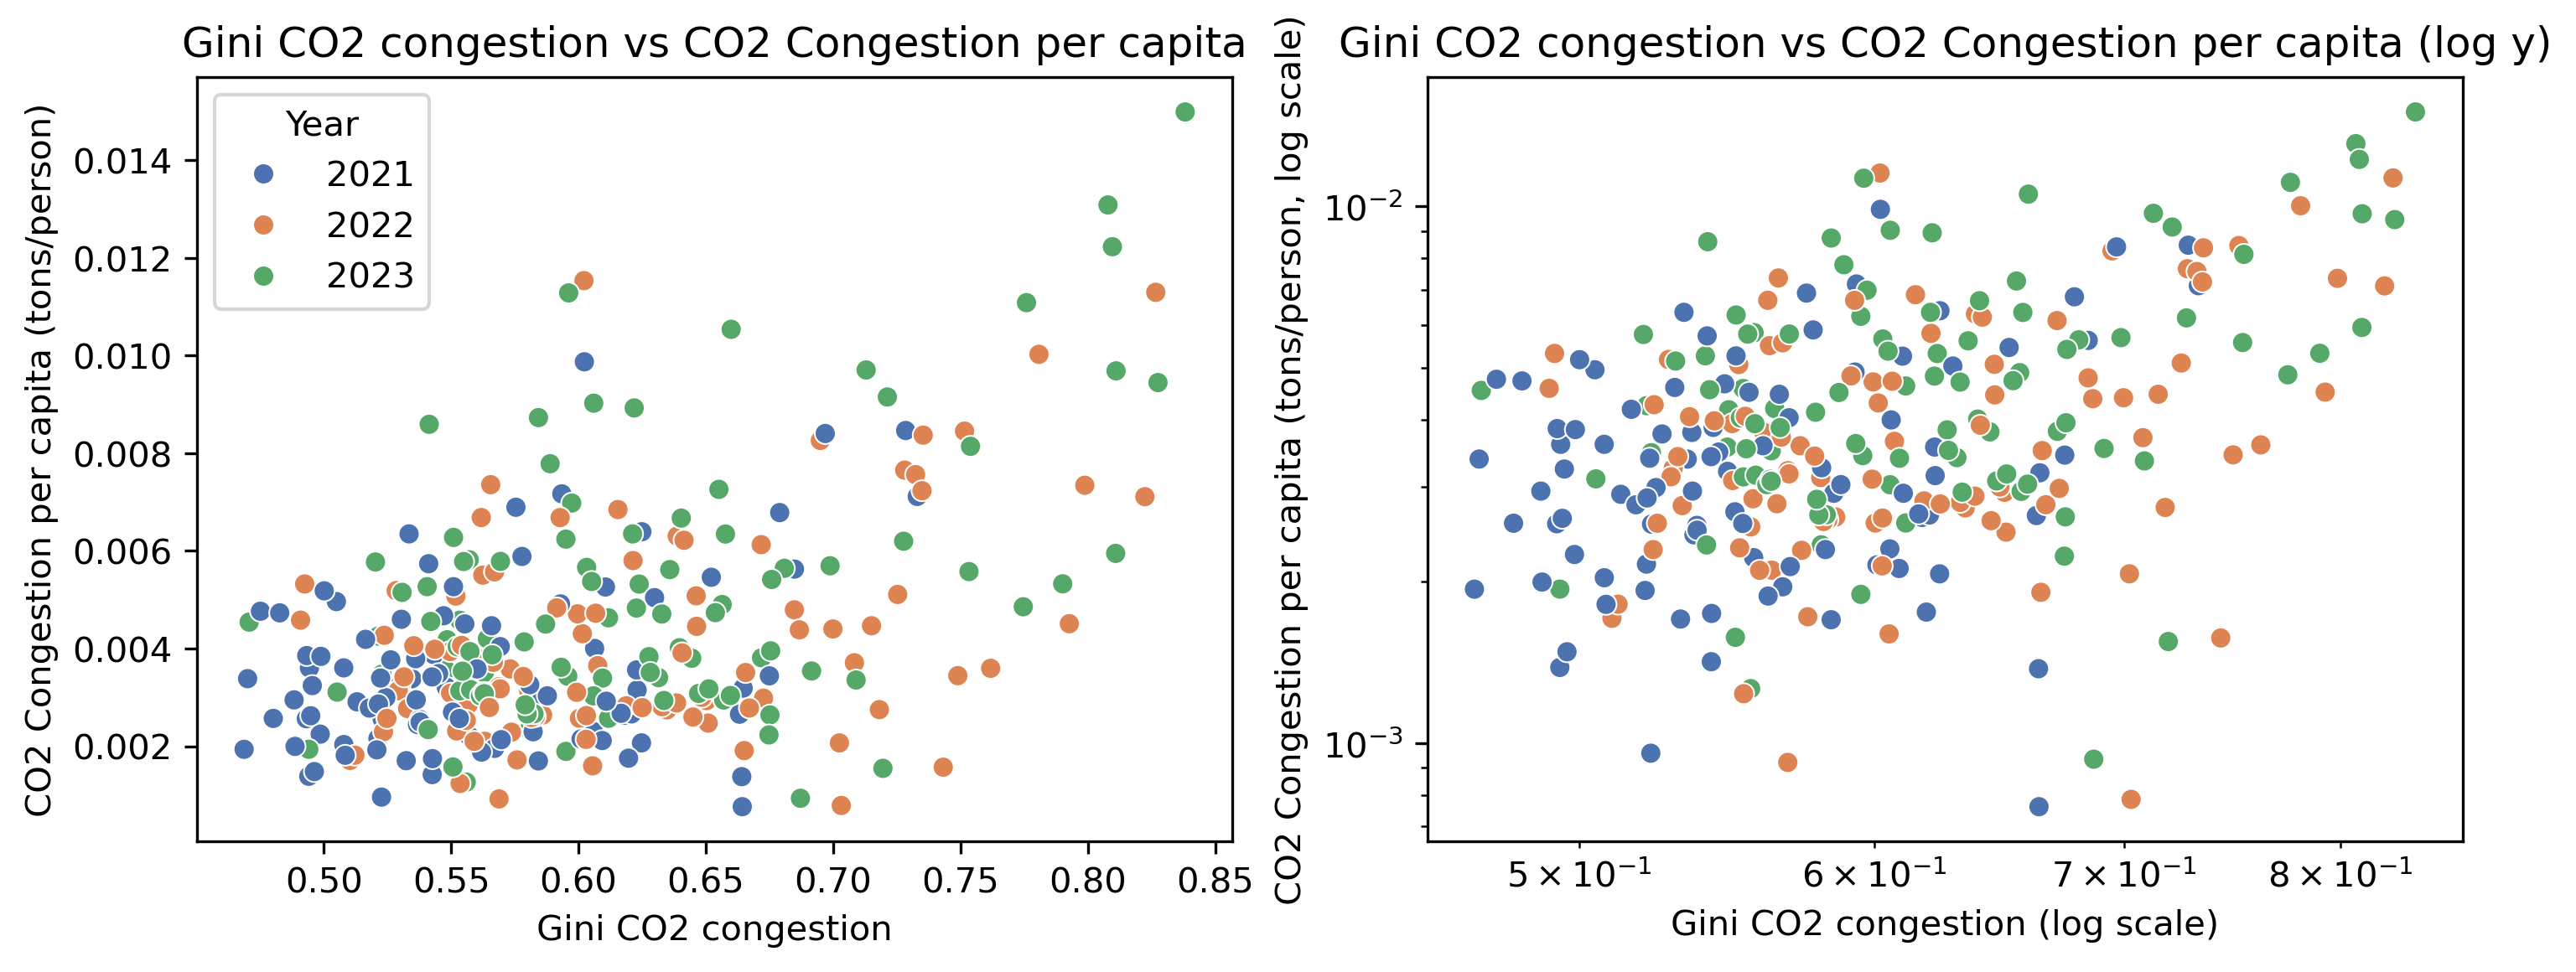 Gini CO2 congestion vs CO2 Congestion per capita
CO2 Congestion per capita (tons/person)
Year
2021
2022
2023
0.014
0.012
0.010
0.008
0.006
0.004
0.002
0.50 0.55 0.60 0.65 0.70 0.75 0.80 0.85
Gini CO2 congestion
Gini CO2 congestion vs CO2 Congestion per capita (log y)
CO2 Congestion per capita (tons/person, log scale)
10⁻²
10⁻³
5 × 10⁻¹ 6 × 10⁻¹ 7 × 10⁻¹ 8 × 10⁻¹
Gini CO2 congestion (log scale)